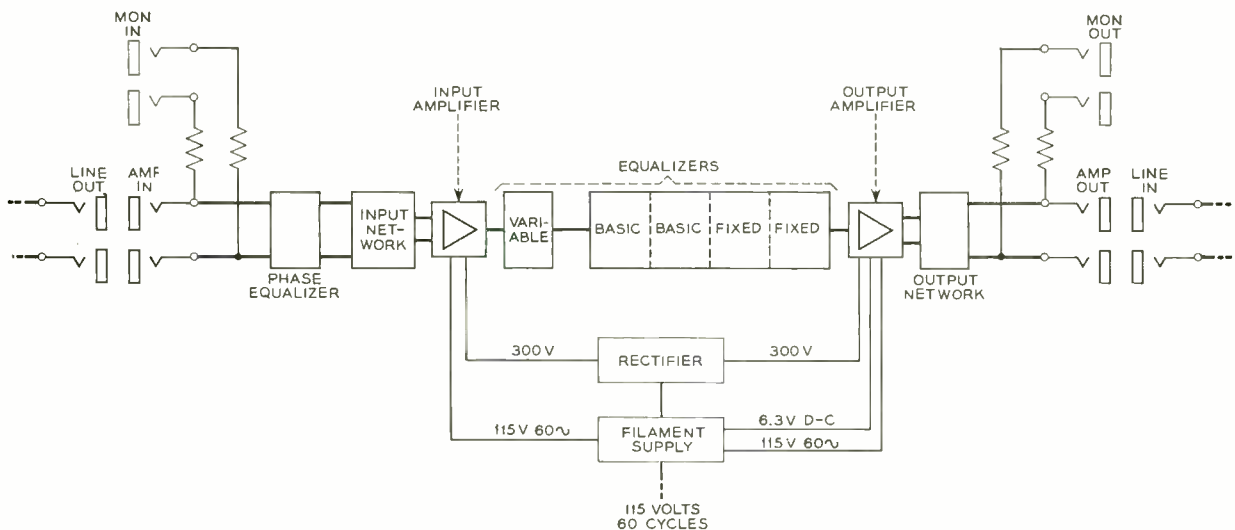 MON
IN
MON
OUT
INPUT
AMPLIFIER
OUTPUT
AMPLIFIER
EQUALIZERS
LINE
OUT
AMP
IN
AMP
OUT
LINE
IN
PHASE
EQUALIZER
INPUT
NET-
WORK
VARI-
ABLE
BASIC
BASIC
FIXED
FIXED
OUTPUT
NETWORK
300 V
RECTIFIER
300 V
115 V 60~
FILAMENT
SUPPLY
6.3 V D-C
115 V 60~
115 VOLTS
60 CYCLES